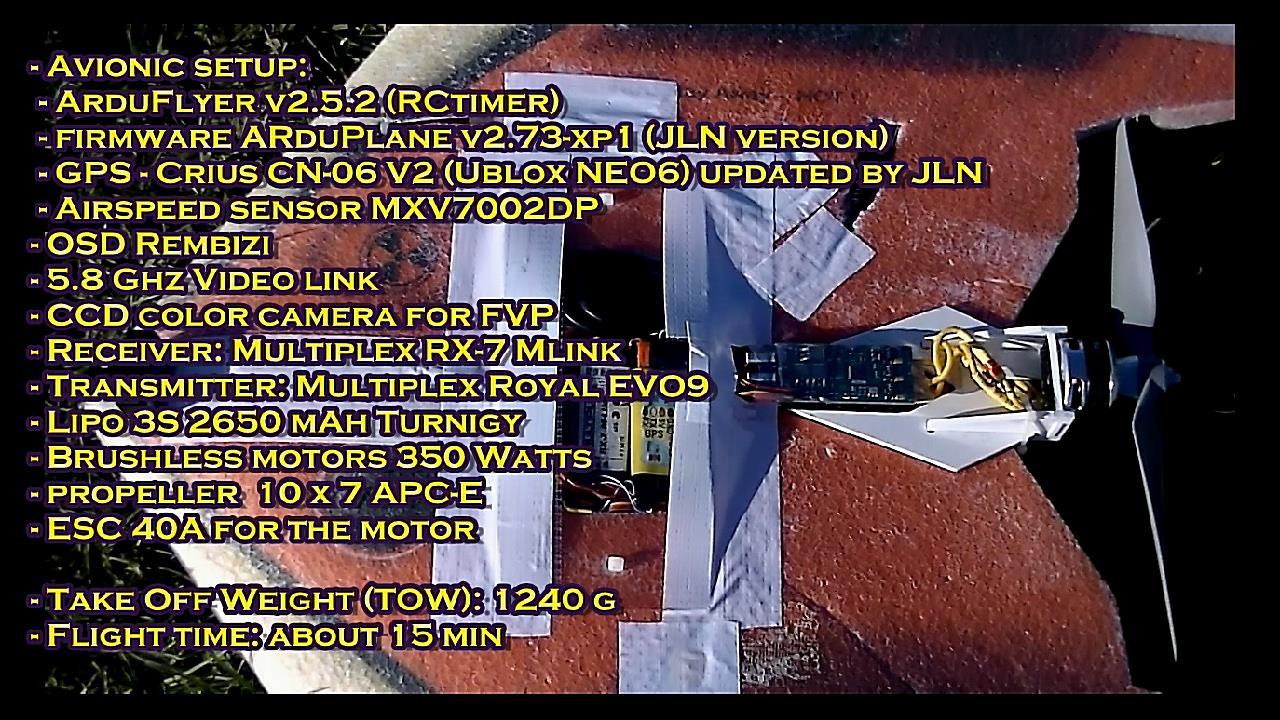 - Avionic setup:
- ArduFlyer v2.5.2 (RCtimer)
- firmware ARduPlane v2.73-xp1 (JLN version)
- GPS - Crius CN-06 V2 (Ublox NEO6) updated by JLN
- Airspeed sensor MXV7002DP
- OSD Rembizi
- 5.8 Ghz Video link
- CCD color camera for FVP
- Receiver: Multiplex RX-7 Mlink
- Transmitter: Multiplex Royal EVO9
- Lipo 3S 2650 mAh Turnigy
- Brushless motors 350 Watts
- propeller 10 x 7 APC-E
- ESC 40A for the motor
- Take Off Weight (TOW): 1240 g
- Flight time: about 15 min
GPS